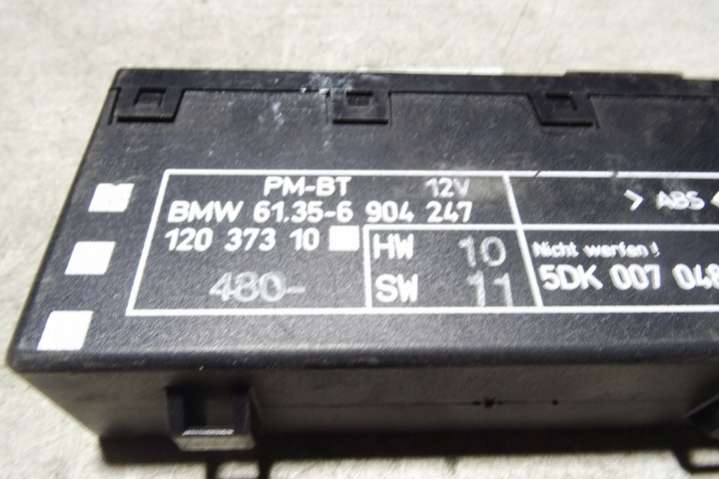 PM-BT 12V
BMW 61.35-6 904 247
120 373 10
480-
HW 10
SW 11
> ABS <
Nicht werfen!
5DK 007 048